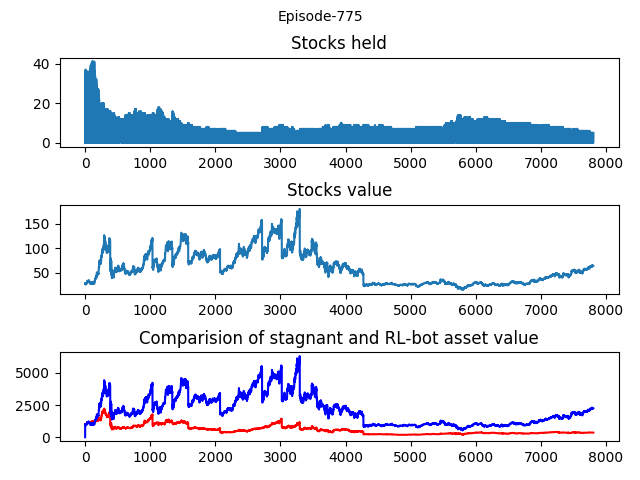 Episode-775
Stocks held
40
20
0
0 1000 2000 3000 4000 5000 6000 7000 8000
Stocks value
150
100
50
0 1000 2000 3000 4000 5000 6000 7000 8000
Comparision of stagnant and RL-bot asset value
5000
2500
0
0 1000 2000 3000 4000 5000 6000 7000 8000